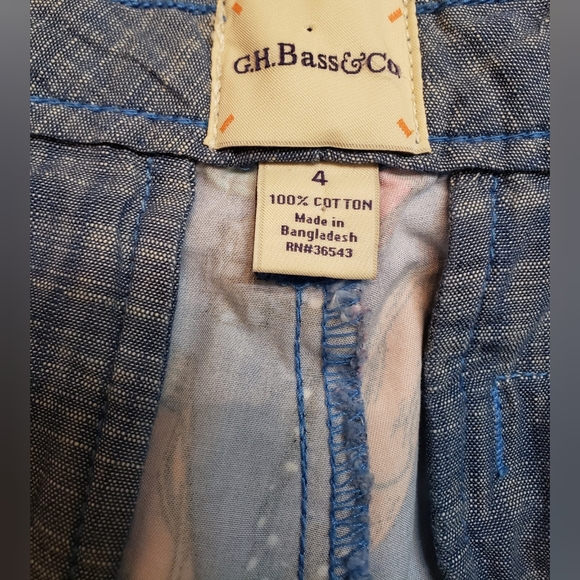 G.H.Bass&Co
4
100% COTTON
Made in
Bangladesh
RN#36543